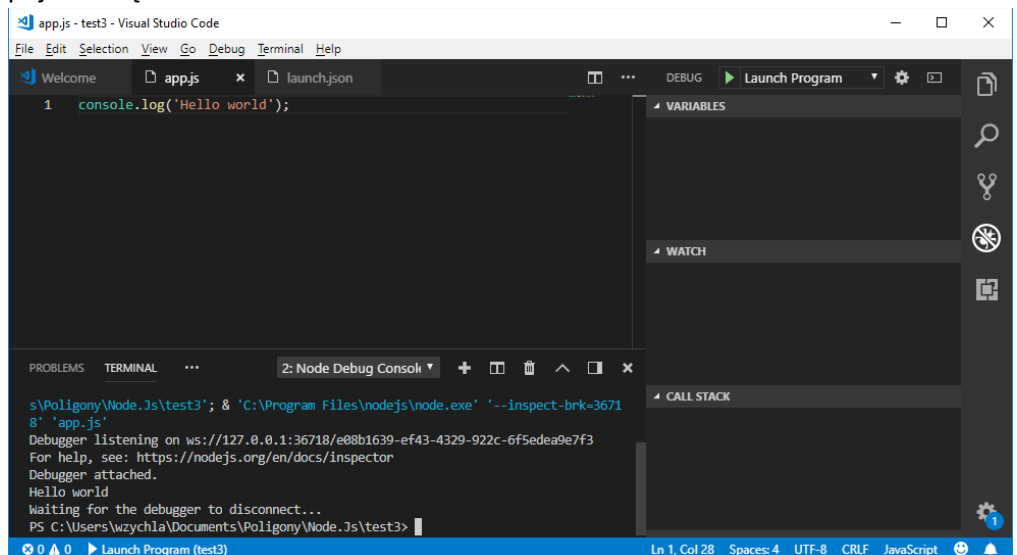 app.js - test3 - Visual Studio Code
File Edit Selection View Go Debug Terminal Help
Welcome app.js launch.json
DEBUG Launch Program
1 console.log('Hello world');
VARIABLES
WATCH
CALL STACK
PROBLEMS TERMINAL ... 2: Node Debug Consol
s\Poligony\Node.Js\test3'; & 'C:\Program Files\nodejs\node.exe' '--inspect-brk=3671
8' 'app.js'
Debugger listening on ws://127.0.0.1:36718/e08b1639-ef43-4329-922c-6f5edea9e7f3
For help, see: https://nodejs.org/en/docs/inspector
Debugger attached.
Hello world
Waiting for the debugger to disconnect...
PS C:\Users\wzychla\Documents\Poligony\Node.Js\test3>
1
0 0 Launch Program (test3) Ln 1, Col 28 Spaces: 4 UTF-8 CRLF JavaScript